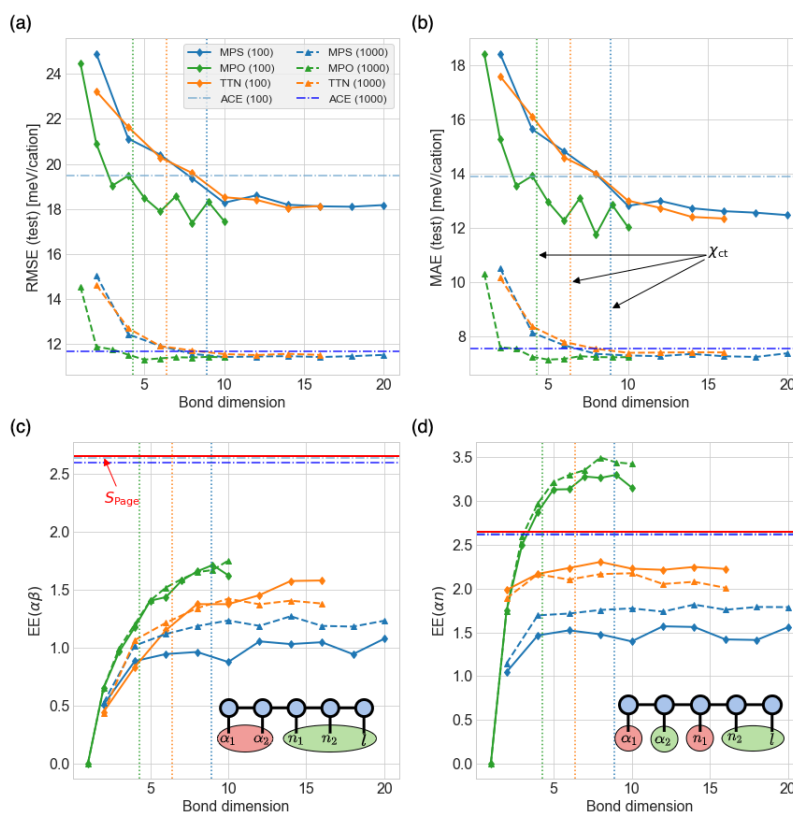 (a)
24
22
20
18
16
14
12
RMSE (test) [meV/cation]
MPS (100)
MPO (100)
TTN (100)
ACE (100)
MPS (1000)
MPO (1000)
TTN (1000)
ACE (1000)
5
10
15
20
Bond dimension
(b)
18
16
14
12
10
8
MAE (test) [meV/cation]
χct
5
10
15
20
Bond dimension
(c)
2.5
2.0
1.5
1.0
0.5
0.0
EE(αβ)
SPage
α1
α2
n1
n2
l
5
10
15
20
Bond dimension
(d)
3.5
3.0
2.5
2.0
1.5
1.0
0.5
0.0
EE(αn)
α1
α2
n1
n2
l
5
10
15
20
Bond dimension